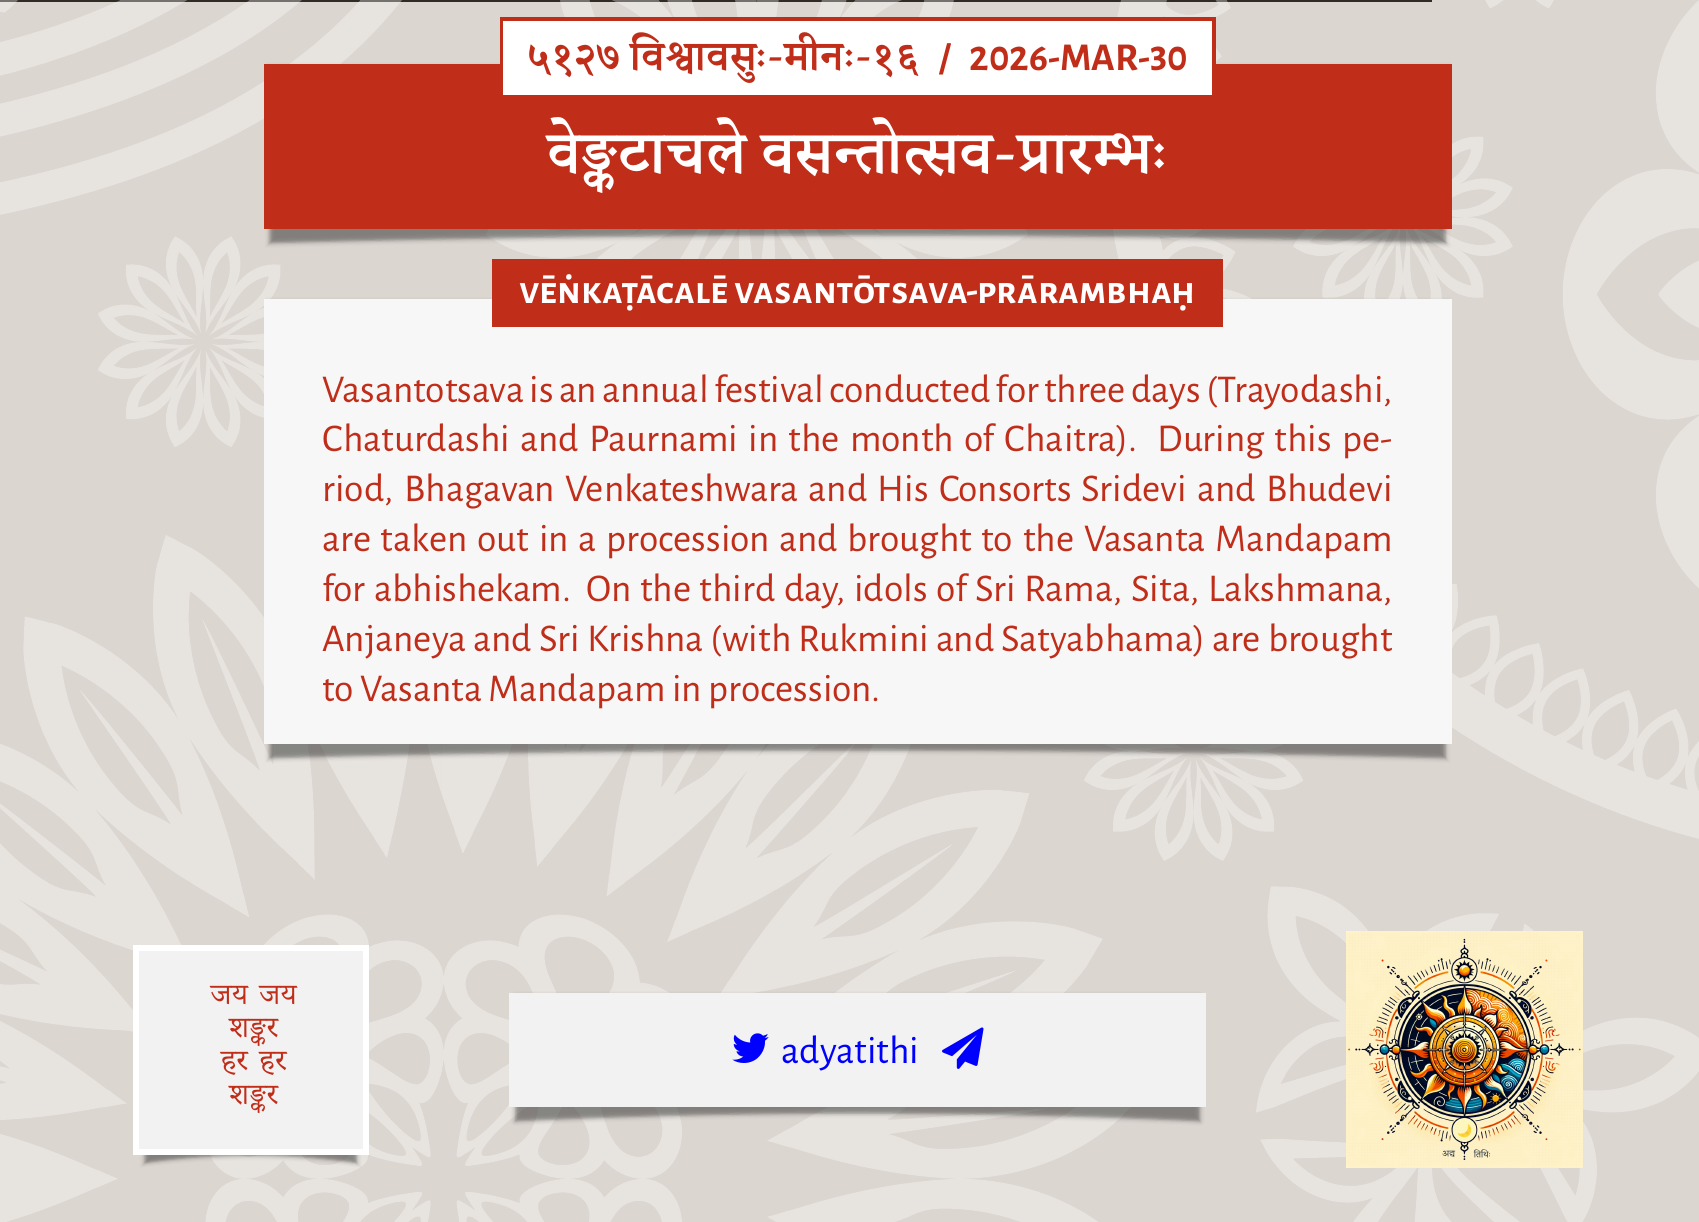 ५१२७ विश्वावसुः-मीनः-१६ / 2026-MAR-30
वेङ्कटाचले वसन्तोत्सव-प्रारम्भः
VĒṄKAṬĀCALĒ VASANTŌTSAVA-PRĀRAMBHAḤ
Vasantotsava is an annual festival conducted for three days (Trayodashi,
Chaturdashi and Paurnami in the month of Chaitra). During this pe-
riod, Bhagavan Venkateshwara and His Consorts Sridevi and Bhudevi
are taken out in a procession and brought to the Vasanta Mandapam
for abhishekam. On the third day, idols of Sri Rama, Sita, Lakshmana,
Anjaneya and Sri Krishna (with Rukmini and Satyabhama) are brought
to Vasanta Mandapam in procession.
जय जय
शङ्कर
हर हर
शङ्कर
adyatithi
अद्य तिथिः